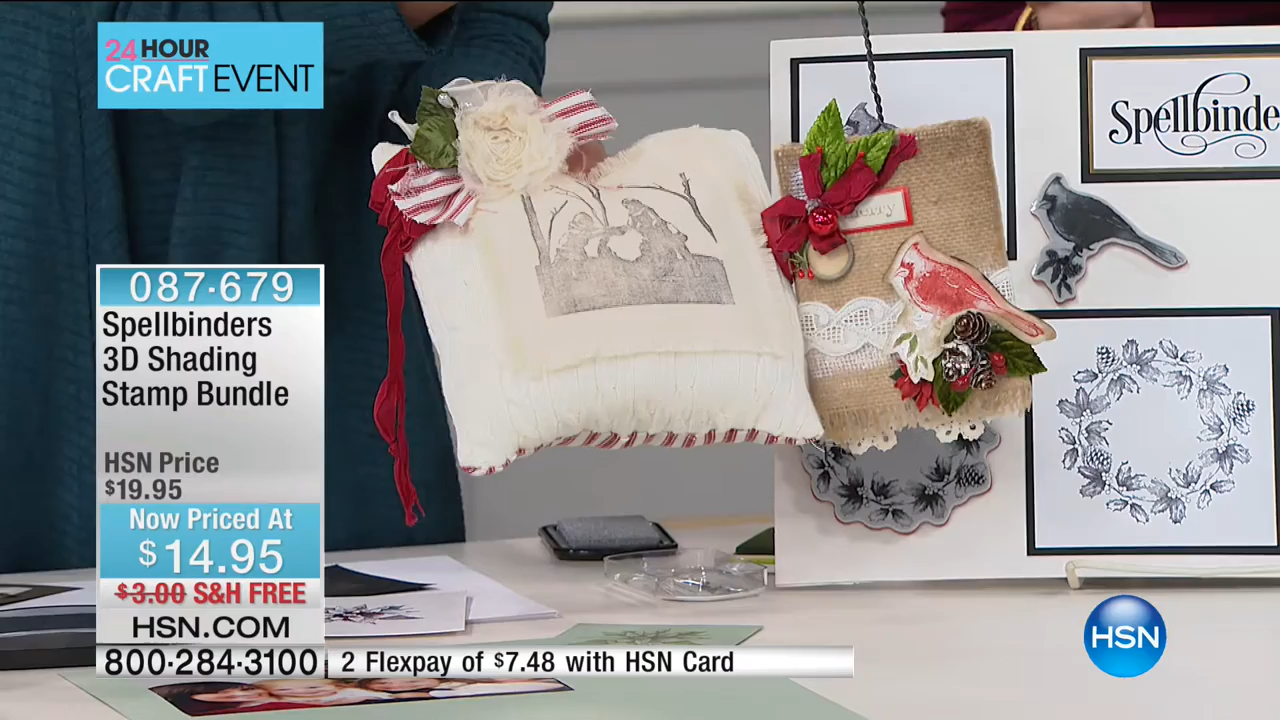 24 HOUR
CRAFT EVENT
Spellbinde
087-679
Spellbinders
3D Shading
Stamp Bundle
HSN Price
$19.95
Now Priced At
$14.95
$3.00 S&H FREE
HSN.COM
800-284-3100
2 Flexpay of $7.48 with HSN Card
HSN